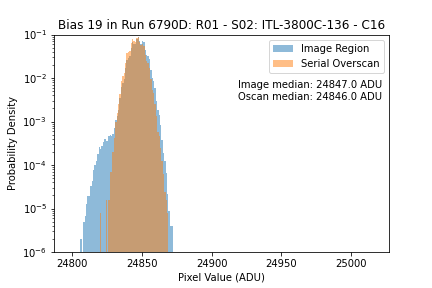 Bias 19 in Run 6790D: R01 - S02: ITL-3800C-136 - C16
Image Region
Serial Overscan
Image median: 24847.0 ADU
Oscan median: 24846.0 ADU
Probability Density
10⁻¹
10⁻²
10⁻³
10⁻⁴
10⁻⁵
10⁻⁶
24800 24850 24900 24950 25000
Pixel Value (ADU)